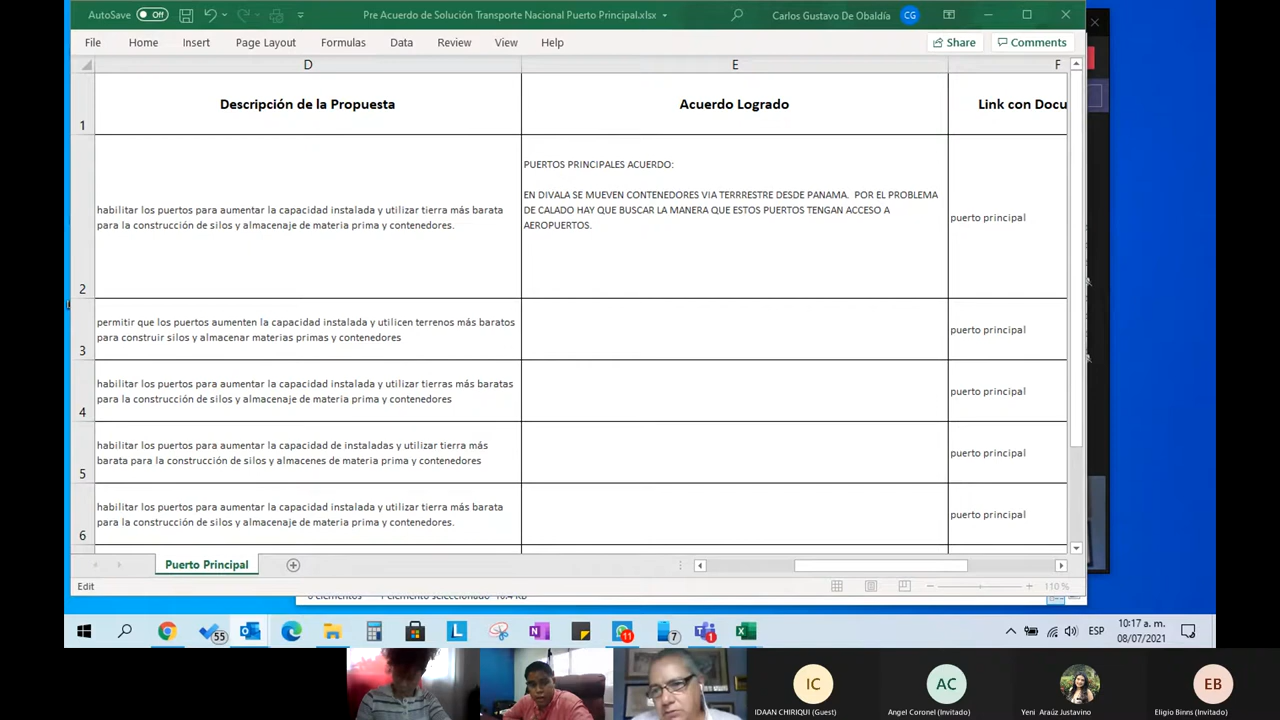 AutoSave Off
Pre Acuerdo de Solución Transporte Nacional Puerto Principal.xlsx
Carlos Gustavo De Obaldía CG
File Home Insert Page Layout Formulas Data Review View Help Share Comments
D E F
1 Descripción de la Propuesta Acuerdo Logrado Link con Docu
PUERTOS PRINCIPALES ACUERDO:
EN DIVALA SE MUEVEN CONTENEDORES VIA TERRRESTRE DESDE PANAMA. POR EL PROBLEMA
DE CALADO HAY QUE BUSCAR LA MANERA QUE ESTOS PUERTOS TENGAN ACCESO A
AEROPUERTOS.
habilitar los puertos para aumentar la capacidad instalada y utilizar tierra más barata
para la construcción de silos y almacenaje de materia prima y contenedores.
puerto principal
2
permitir que los puertos aumenten la capacidad instalada y utilicen terrenos más baratos
para construir silos y almacenar materias primas y contenedores
puerto principal
3
habilitar los puertos para aumentar la capacidad instalada y utilizar tierras más baratas
para la construcción de silos y almacenaje de materia prima y contenedores
puerto principal
4
habilitar los puertos para aumentar la capacidad de instaladas y utilizar tierra más
barata para la construcción de silos y almacenes de materia prima y contenedores
puerto principal
5
habilitar los puertos para aumentar la capacidad instalada y utilizar tierra más barata
para la construcción de silos y almacenaje de materia prima y contenedores.
puerto principal
6
Puerto Principal
Edit
110 %
1 elemento seleccionado
55
11
7
1
ESP
10:17 a. m.
08/07/2021
IC
AC
EB
IDAAN CHIRIQUI (Guest)
Angel Coronel (Invitado)
Yeni Araúz Justavino
Eligio Binns (Invitado)